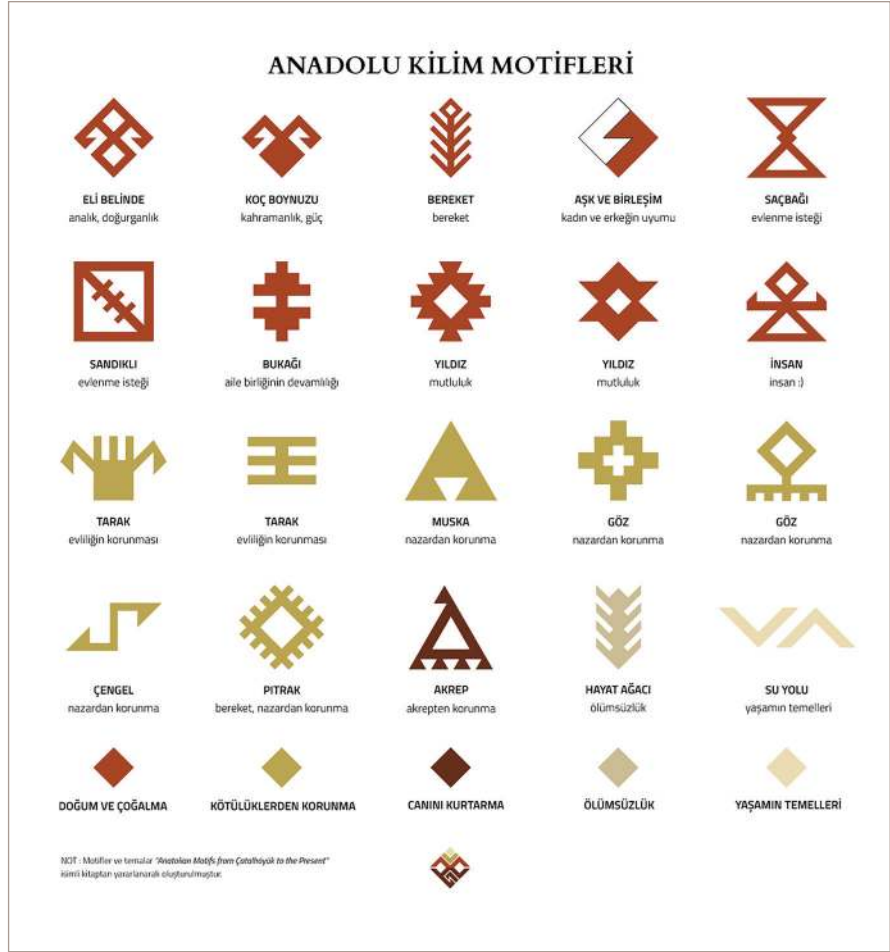 ANADOLU KİLİM MOTİFLERİ
ELİ BELİNDE
analık, doğurganlık
KOÇ BOYNUZU
kahramanlık, güç
BEREKET
bereket
AŞK VE BİRLEŞİM
kadın ve erkeğin uyumu
SAÇBAĞI
evlenme isteği
SANDIKLI
evlenme isteği
BUKAĞI
aile birliğinin devamlılığı
YILDIZ
mutluluk
YILDIZ
mutluluk
İNSAN
insan :)
TARAK
evliliğin korunması
TARAK
evliliğin korunması
MUSKA
nazardan korunma
GÖZ
nazardan korunma
GÖZ
nazardan korunma
ÇENGEL
nazardan korunma
PITRAK
bereket, nazardan korunma
AKREP
akrepten korunma
HAYAT AĞACI
ölümsüzlük
SU YOLU
yaşamın temelleri
DOĞUM VE ÇOĞALMA
KÖTÜLÜKLERDEN KORUNMA
CANINI KURTARMA
ÖLÜMSÜZLÜK
YAŞAMIN TEMELLERİ
NOT : Motifler ve temalar "Anatolian Motifs from Çatalhöyük to the Present"
isimli kitaptan yararlanarak oluşturulmuştur.